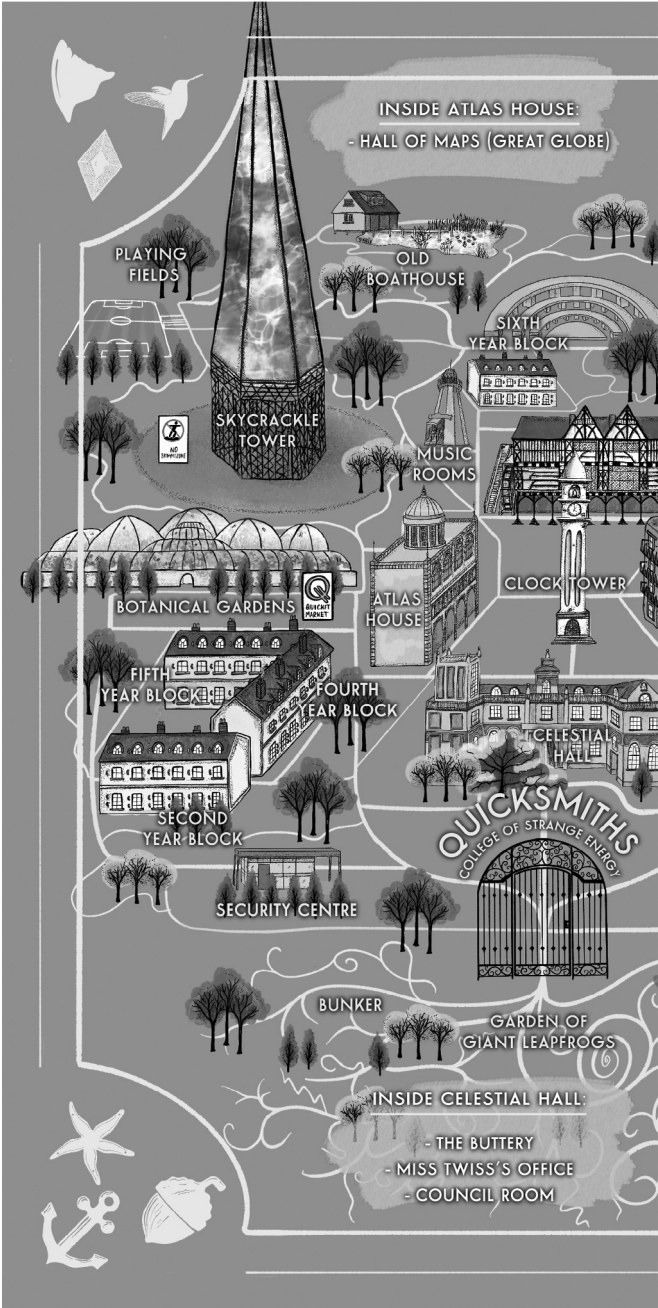 INSIDE ATLAS HOUSE:
- HALL OF MAPS (GREAT GLOBE)
PLAYING
FIELDS
OLD
BOATHOUSE
SIXTH
YEAR BLOCK
SKYCRACKLE
TOWER
MUSIC
ROOMS
BOTANICAL GARDENS
QUICKIT
MARKET
ATLAS
HOUSE
CLOCK TOWER
FIFTH
YEAR BLOCK
FOURTH
YEAR BLOCK
CELESTIAL
HALL
SECOND
YEAR BLOCK
QUICKSMITHS
COLLEGE OF STRANGE ENERGY
SECURITY CENTRE
BUNKER
GARDEN OF
GIANT LEAPFROGS
INSIDE CELESTIAL HALL:
- THE BUTTERY
- MISS TWISS'S OFFICE
- COUNCIL ROOM